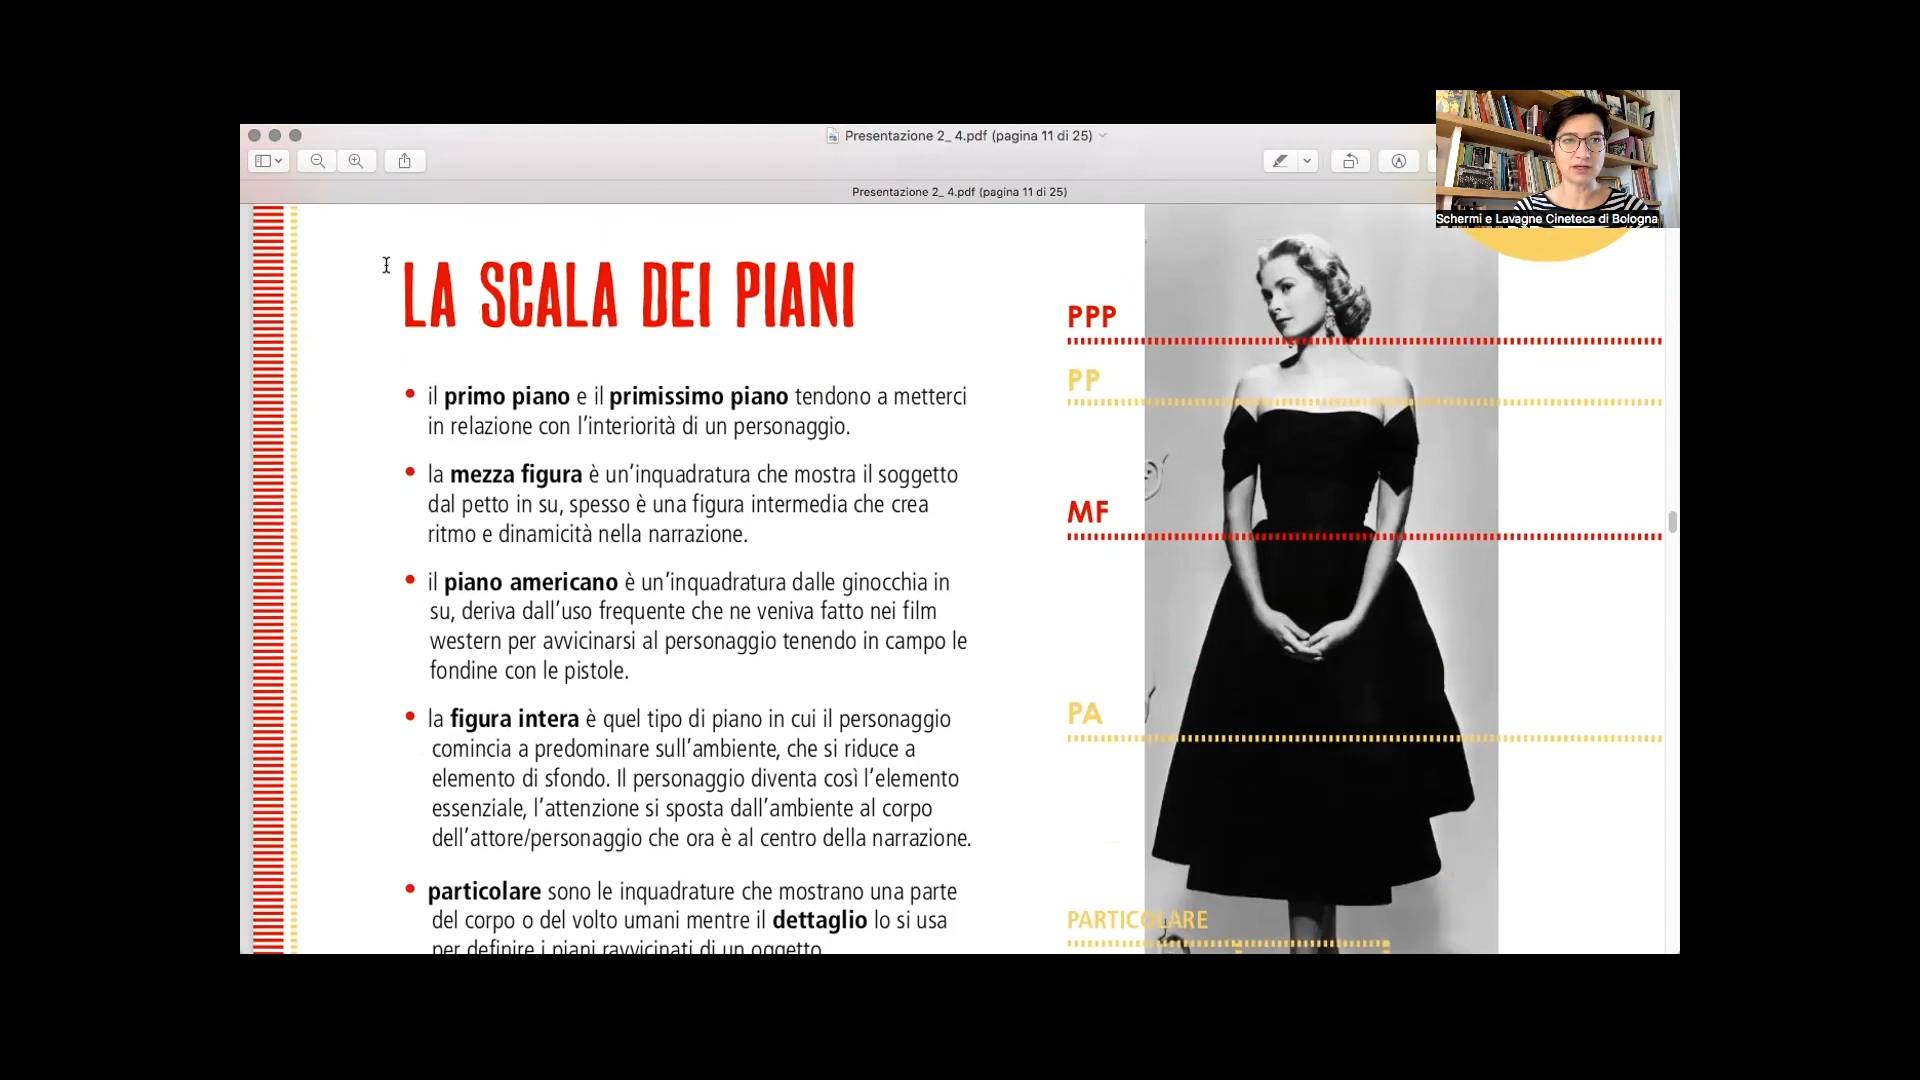 Presentazione 2_ 4.pdf (pagina 11 di 25)
Presentazione 2_ 4.pdf (pagina 11 di 25)
Schermi e Lavagne Cineteca di Bologna
LA SCALA DEI PIANI
il primo piano e il primissimo piano tendono a metterci
in relazione con l'interiorità di un personaggio.
la mezza figura è un'inquadratura che mostra il soggetto
dal petto in su, spesso è una figura intermedia che crea
ritmo e dinamicità nella narrazione.
il piano americano è un'inquadratura dalle ginocchia in
su, deriva dall'uso frequente che ne veniva fatto nei film
western per avvicinarsi al personaggio tenendo in campo le
fondine con le pistole.
la figura intera è quel tipo di piano in cui il personaggio
comincia a predominare sull'ambiente, che si riduce a
elemento di sfondo. Il personaggio diventa così l'elemento
essenziale, l'attenzione si sposta dall'ambiente al corpo
dell'attore/personaggio che ora è al centro della narrazione.
particolare sono le inquadrature che mostrano una parte
del corpo o del volto umani mentre il dettaglio lo si usa
per definire i piani ravvicinati di un oggetto
PPP
PP
MF
PA
PARTICOLARE